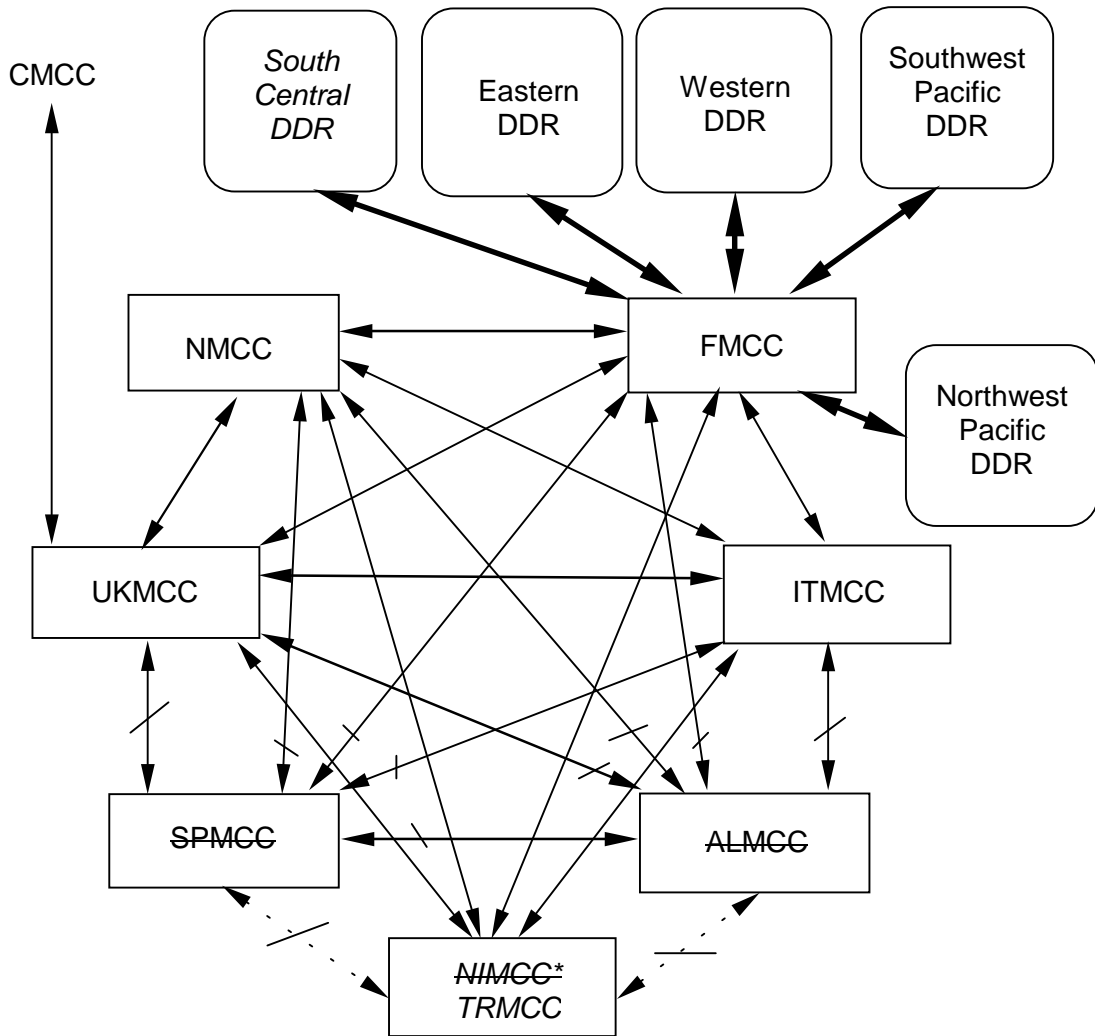 CMCC
South
Central
DDR
Eastern
DDR
Western
DDR
Southwest
Pacific
DDR
NMCC
FMCC
Northwest
Pacific
DDR
UKMCC
ITMCC
SPMCC
ALMCC
NIMCC*
TRMCC